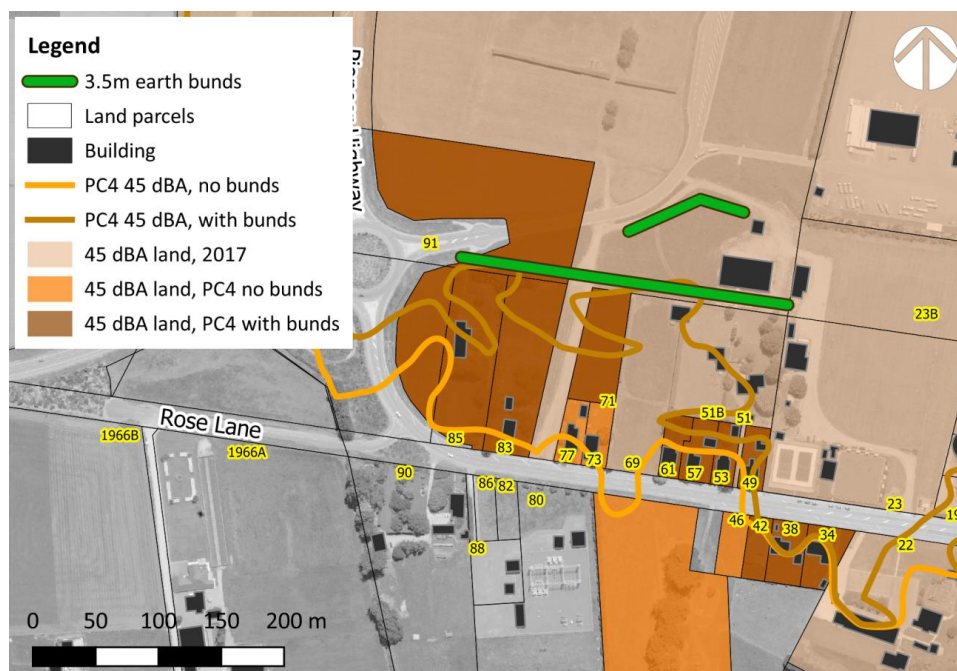 Legend
3.5m earth bunds
Land parcels
Building
PC4 45 dBA, no bunds
PC4 45 dBA, with bunds
45 dBA land, 2017
45 dBA land, PC4 no bunds
45 dBA land, PC4 with bunds
Highway
91
23B
71
51B
51
Rose Lane
1966B
1966A
85
83
77
73
69
61
57
53
49
90
86
82
80
88
46
42
38
34
23
22
19
0 50 100 150 200 m